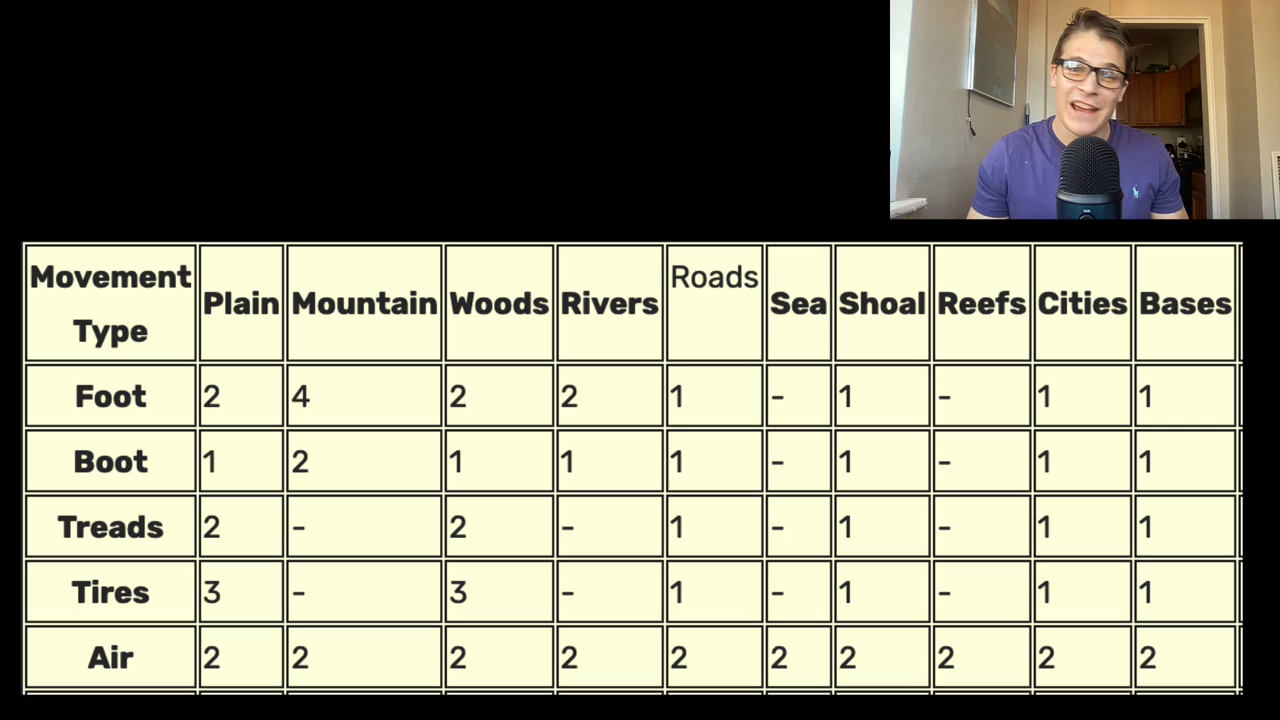 Movement Type Plain Mountain Woods Rivers Roads Sea Shoal Reefs Cities Bases
Foot 2 4 2 2 1 - 1 - 1 1
Boot 1 2 1 1 1 - 1 - 1 1
Treads 2 - 2 - 1 - 1 - 1 1
Tires 3 - 3 - 1 - 1 - 1 1
Air 2 2 2 2 2 2 2 2 2 2